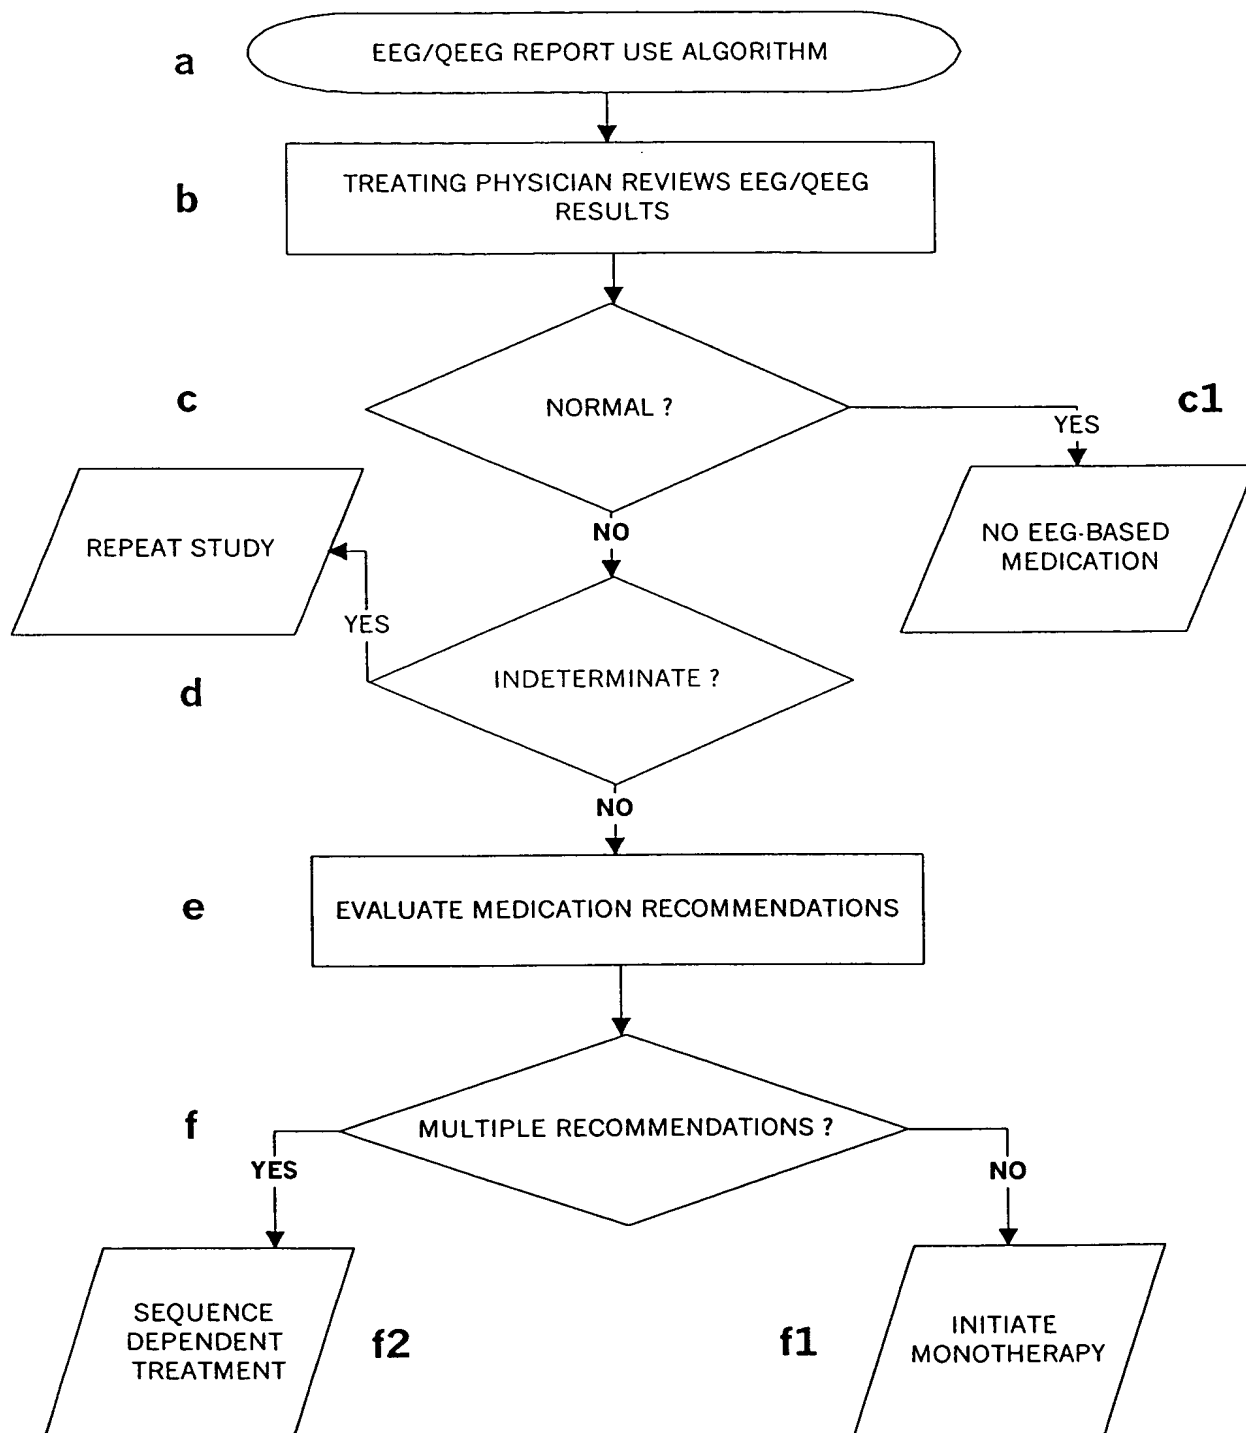 a
EEG/QEEG REPORT USE ALGORITHM
b
TREATING PHYSICIAN REVIEWS EEG/QEEG
RESULTS
c
NORMAL ?
c1
YES
NO EEG-BASED
MEDICATION
NO
REPEAT STUDY
YES
d
INDETERMINATE ?
NO
e
EVALUATE MEDICATION RECOMMENDATIONS
f
MULTIPLE RECOMMENDATIONS ?
YES
NO
SEQUENCE
DEPENDENT
TREATMENT
f2
f1
INITIATE
MONOTHERAPY